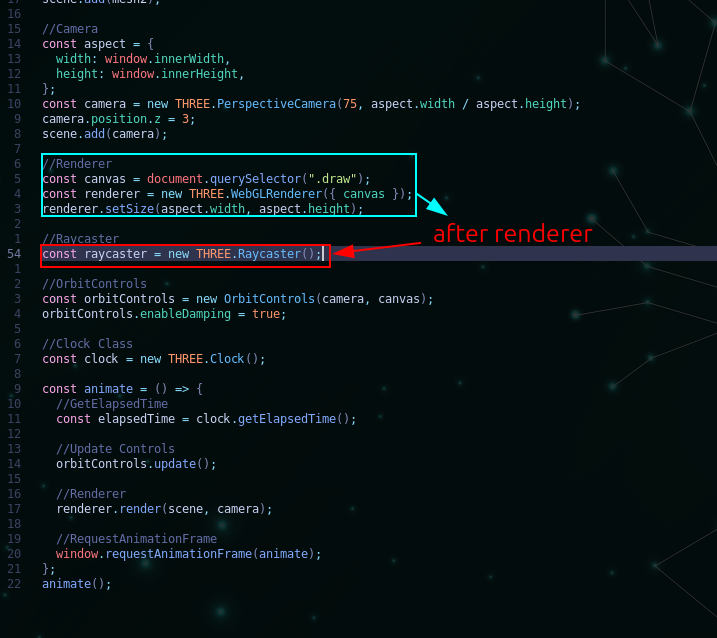 17 scene.add(mesh2);
16
15 //Camera
14 const aspect = {
13 width: window.innerWidth,
12 height: window.innerHeight,
11 };
10 const camera = new THREE.PerspectiveCamera(75, aspect.width / aspect.height);
9 camera.position.z = 3;
8 scene.add(camera);
7
6 //Renderer
5 const canvas = document.querySelector(".draw");
4 const renderer = new THREE.WebGLRenderer({ canvas });
3 renderer.setSize(aspect.width, aspect.height);
2
after renderer
1 //Raycaster
54 const raycaster = new THREE.Raycaster();
1
2 //OrbitControls
3 const orbitControls = new OrbitControls(camera, canvas);
4 orbitControls.enableDamping = true;
5
6 //Clock Class
7 const clock = new THREE.Clock();
8
9 const animate = () => {
10 //GetElapsedTime
11 const elapsedTime = clock.getElapsedTime();
12
13 //Update Controls
14 orbitControls.update();
15
16 //Renderer
17 renderer.render(scene, camera);
18
19 //RequestAnimationFrame
20 window.requestAnimationFrame(animate);
21 };
22 animate();